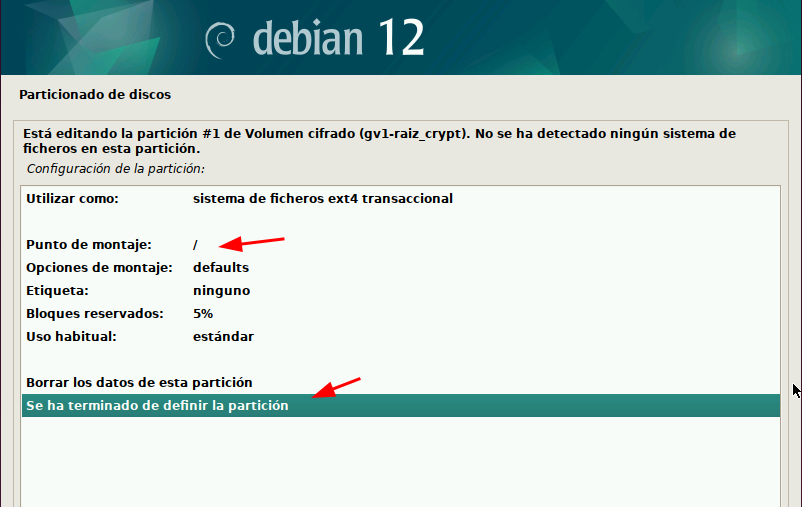 debian 12
Particionado de discos
Está editando la partición #1 de Volumen cifrado (gv1-raiz_crypt). No se ha detectado ningún sistema de
ficheros en esta partición.
Configuración de la partición:
Utilizar como: sistema de ficheros ext4 transaccional
Punto de montaje: /
Opciones de montaje: defaults
Etiqueta: ninguno
Bloques reservados: 5%
Uso habitual: estándar
Borrar los datos de esta partición
Se ha terminado de definir la partición